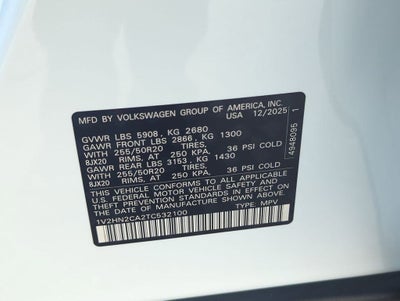 MFD BY VOLKSWAGEN GROUP OF AMERICA, INC.
USA 12/2025
GVWR LBS 5908, KG 2680
GAWR FRONT LBS 2866, KG 1300
WITH 255/50R20 TIRES,
8JX20 RIMS, AT 250 KPA, 36 PSI COLD
GAWR REAR LBS 3153, KG 1430
WITH 255/50R20 TIRES,
8JX20 RIMS, AT 250 KPA, 36 PSI COLD
THIS VEHICLE CONFORMS TO ALL APPLICABLE
U.S. FEDERAL MOTOR VEHICLE SAFETY AND THEFT
PREVENTION STANDARDS IN EFFECT ON THE
DATE OF MANUFACTURE SHOWN ABOVE.
1V2HN2CA2TC532100 TYPE: MPV
4948095 1